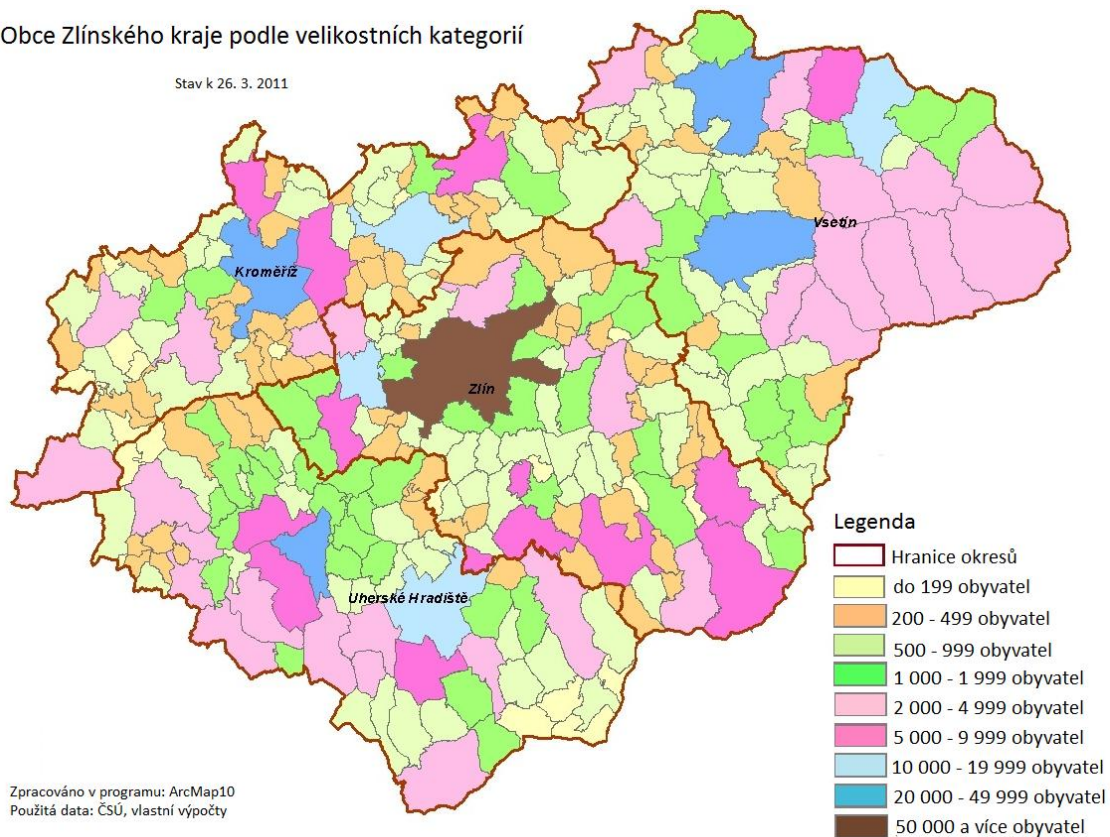 Obce Zlínského kraje podle velikostních kategorií
Stav k 26. 3. 2011
Vsetín
Kroměříž
Zlín
Uherské Hradiště
Legenda
Hranice okresů
do 199 obyvatel
200 - 499 obyvatel
500 - 999 obyvatel
1 000 - 1 999 obyvatel
2 000 - 4 999 obyvatel
5 000 - 9 999 obyvatel
10 000 - 19 999 obyvatel
20 000 - 49 999 obyvatel
50 000 a více obyvatel
Zpracováno v programu: ArcMap10
Použitá data: ČSÚ, vlastní výpočty